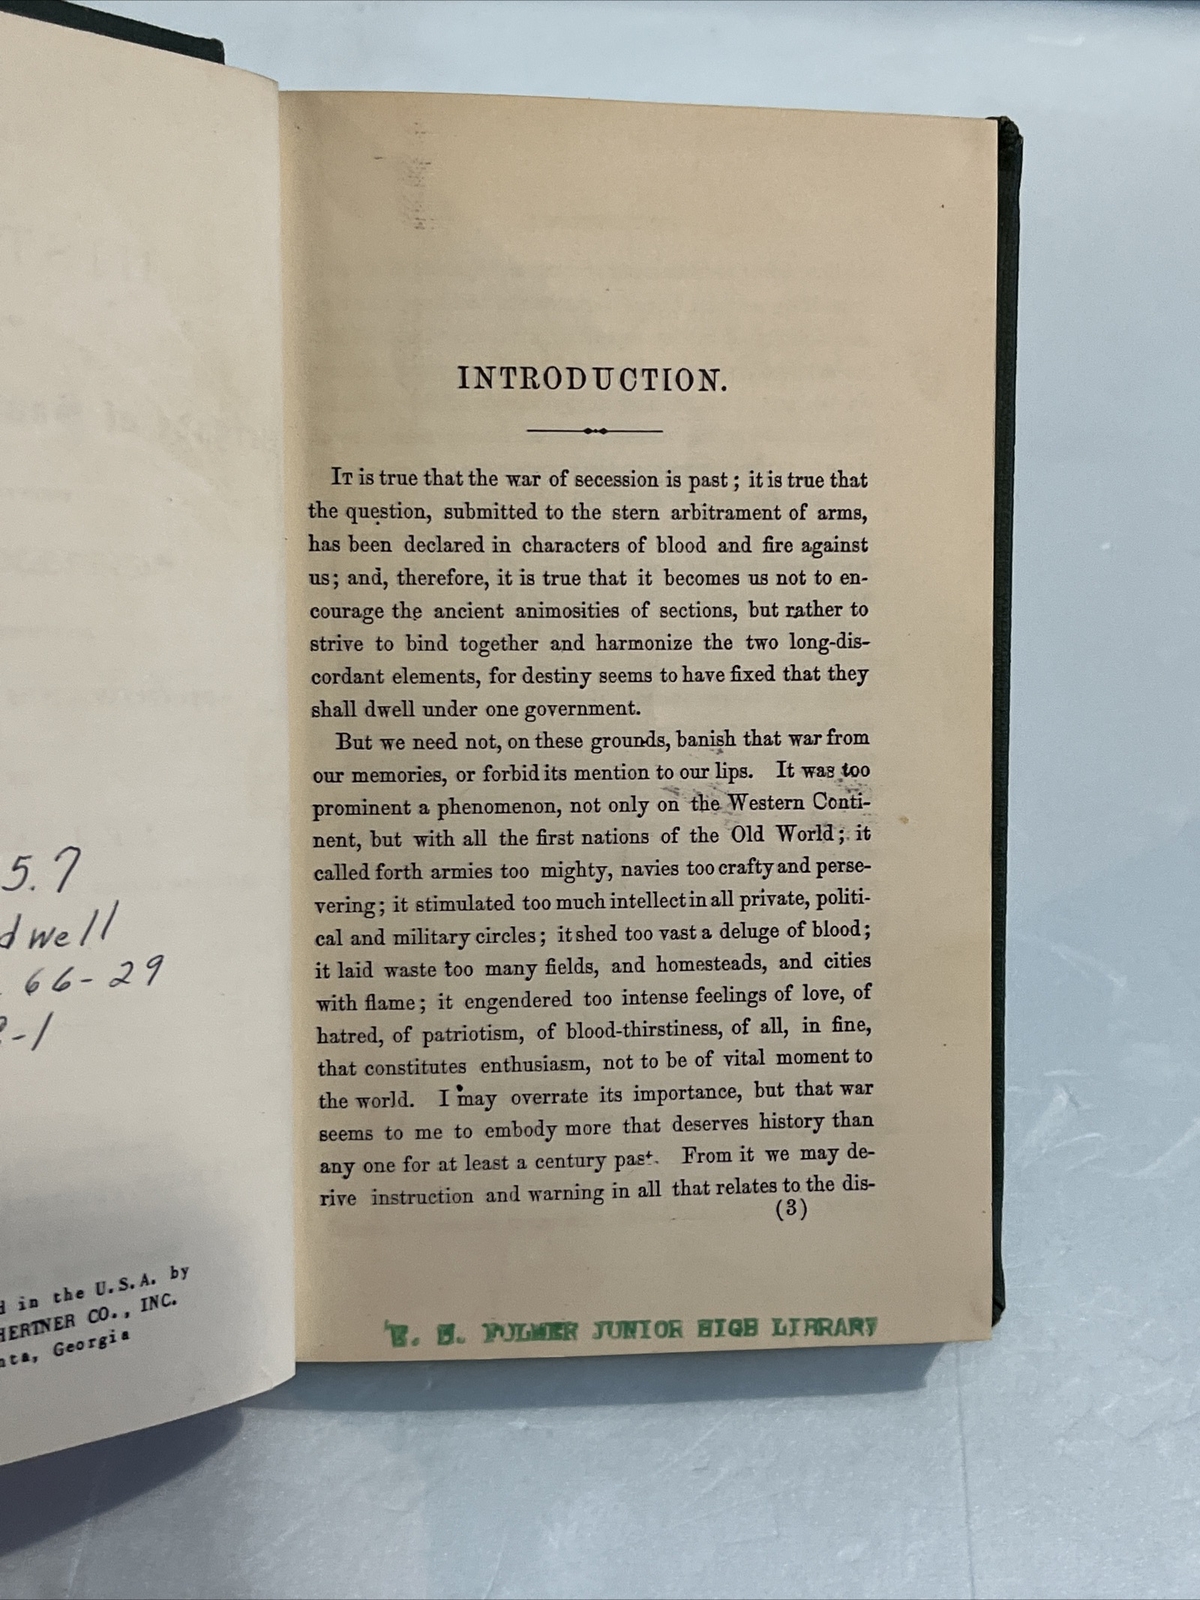 5.7
dwell
66-29
-1
d in the U.S.A. by
HERTNER CO., INC.
nta, Georgia
INTRODUCTION.
IT is true that the war of secession is past; it is true that
the question, submitted to the stern arbitrament of arms,
has been declared in characters of blood and fire against
us; and, therefore, it is true that it becomes us not to en-
courage the ancient animosities of sections, but rather to
strive to bind together and harmonize the two long-dis-
cordant elements, for destiny seems to have fixed that they
shall dwell under one government.
But we need not, on these grounds, banish that war from
our memories, or forbid its mention to our lips. It was too
prominent a phenomenon, not only on the Western Conti-
nent, but with all the first nations of the Old World; it
called forth armies too mighty, navies too crafty and perse-
vering; it stimulated too much intellect in all private, politi-
cal and military circles; it shed too vast a deluge of blood;
it laid waste too many fields, and homesteads, and cities
with flame; it engendered too intense feelings of love, of
hatred, of patriotism, of blood-thirstiness, of all, in fine,
that constitutes enthusiasm, not to be of vital moment to
the world. I may overrate its importance, but that war
seems to me to embody more that deserves history than
any one for at least a century past. From it we may de-
rive instruction and warning in all that relates to the dis-
(3)
FULMER JUNIOR HIGH LIBRARY